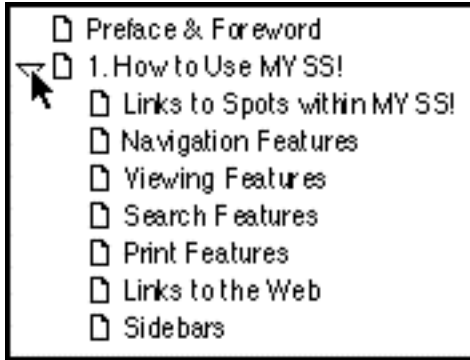 Preface & Foreword
1. How to Use MY SS!
Links to Spots within MY SS!
Navigation Features
Viewing Features
Search Features
Print Features
Links to the Web
Sidebars